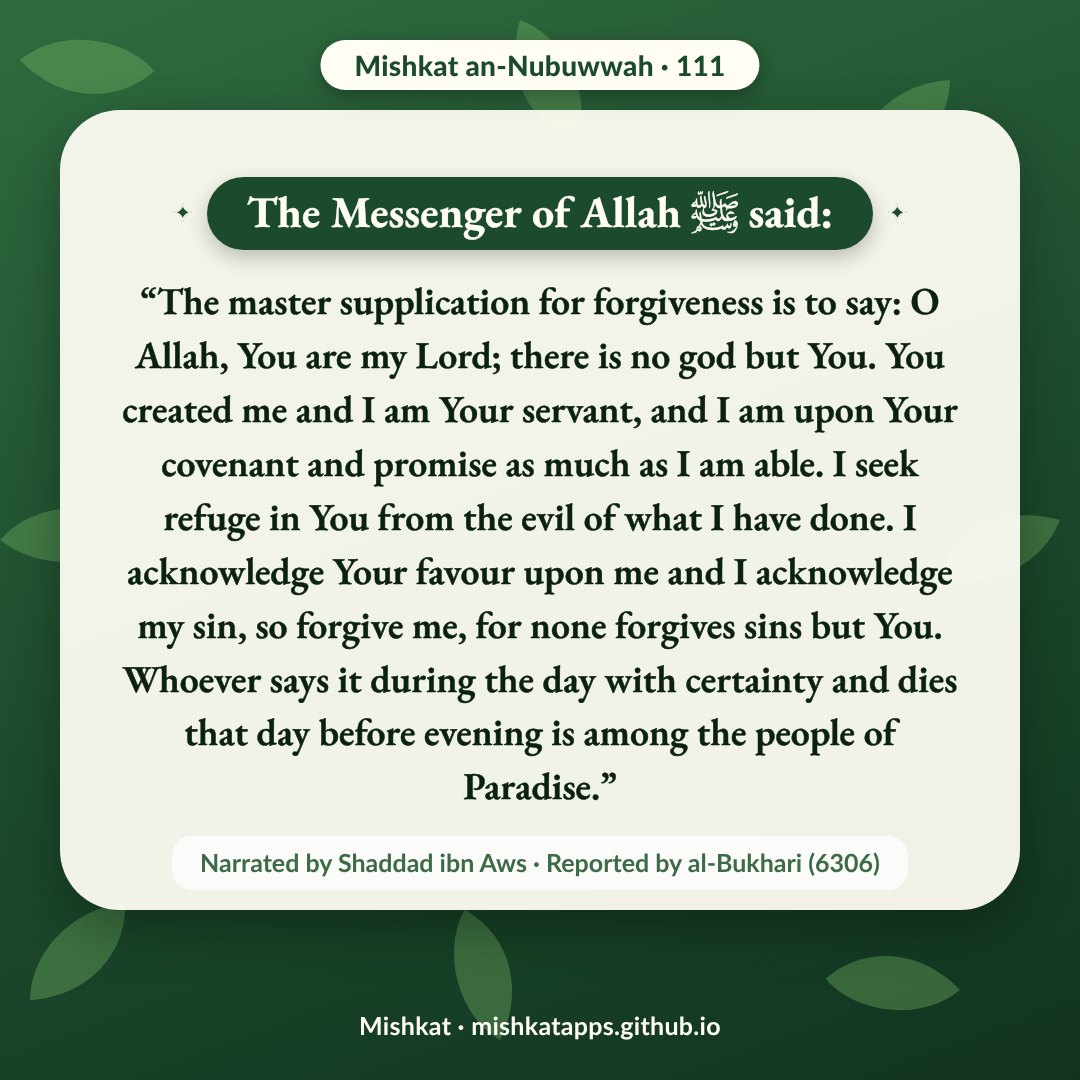 Mishkat an-Nubuwwah · 111
The Messenger of Allah ﷺ said:
“The master supplication for forgiveness is to say: O
Allah, You are my Lord; there is no god but You. You
created me and I am Your servant, and I am upon Your
covenant and promise as much as I am able. I seek
refuge in You from the evil of what I have done. I
acknowledge Your favour upon me and I acknowledge
my sin, so forgive me, for none forgives sins but You.
Whoever says it during the day with certainty and dies
that day before evening is among the people of
Paradise.”
Narrated by Shaddad ibn Aws · Reported by al-Bukhari (6306)
Mishkat · mishkatapps.github.io